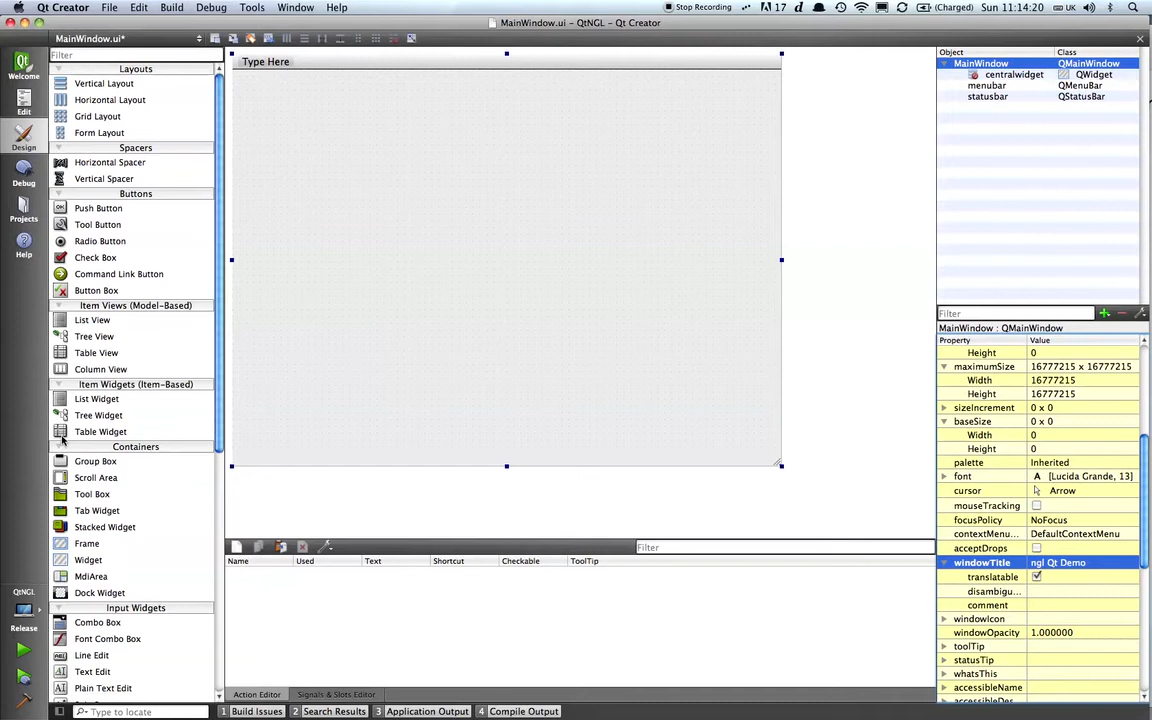 Qt Creator File Edit Build Debug Tools Window Help Stop Recording 17 (Charged) UK Sun 11:14:20
MainWindow.ui - QtNGL - Qt Creator
MainWindow.ui*
Welcome
Edit
Design
Debug
Projects
Help
QtNGL
Release
Filter
Layouts
Vertical Layout
Horizontal Layout
Grid Layout
Form Layout
Spacers
Horizontal Spacer
Vertical Spacer
Buttons
Push Button
Tool Button
Radio Button
Check Box
Command Link Button
Button Box
Item Views (Model-Based)
List View
Tree View
Table View
Column View
Item Widgets (Item-Based)
List Widget
Tree Widget
Table Widget
Containers
Group Box
Scroll Area
Tool Box
Tab Widget
Stacked Widget
Frame
Widget
MdiArea
Dock Widget
Input Widgets
Combo Box
Font Combo Box
Line Edit
Text Edit
Plain Text Edit
Type Here
Filter
Name Used Text Shortcut Checkable ToolTip
Action Editor Signals & Slots Editor
Object Class
MainWindow QMainWindow
centralwidget QWidget
menubar QMenuBar
statusbar QStatusBar
Filter
MainWindow : QMainWindow
Property Value
Height 0
maximumSize 16777215 x 16777215
Width 16777215
Height 16777215
sizeIncrement 0 x 0
baseSize 0 x 0
Width 0
Height 0
palette Inherited
font A [Lucida Grande, 13]
cursor Arrow
mouseTracking
focusPolicy NoFocus
contextMenu... DefaultContextMenu
acceptDrops
windowTitle ngl Qt Demo
translatable
disambigu...
comment
windowIcon
windowOpacity 1.000000
toolTip
statusTip
whatsThis
accessibleName
Type to locate 1 Build Issues 2 Search Results 3 Application Output 4 Compile Output